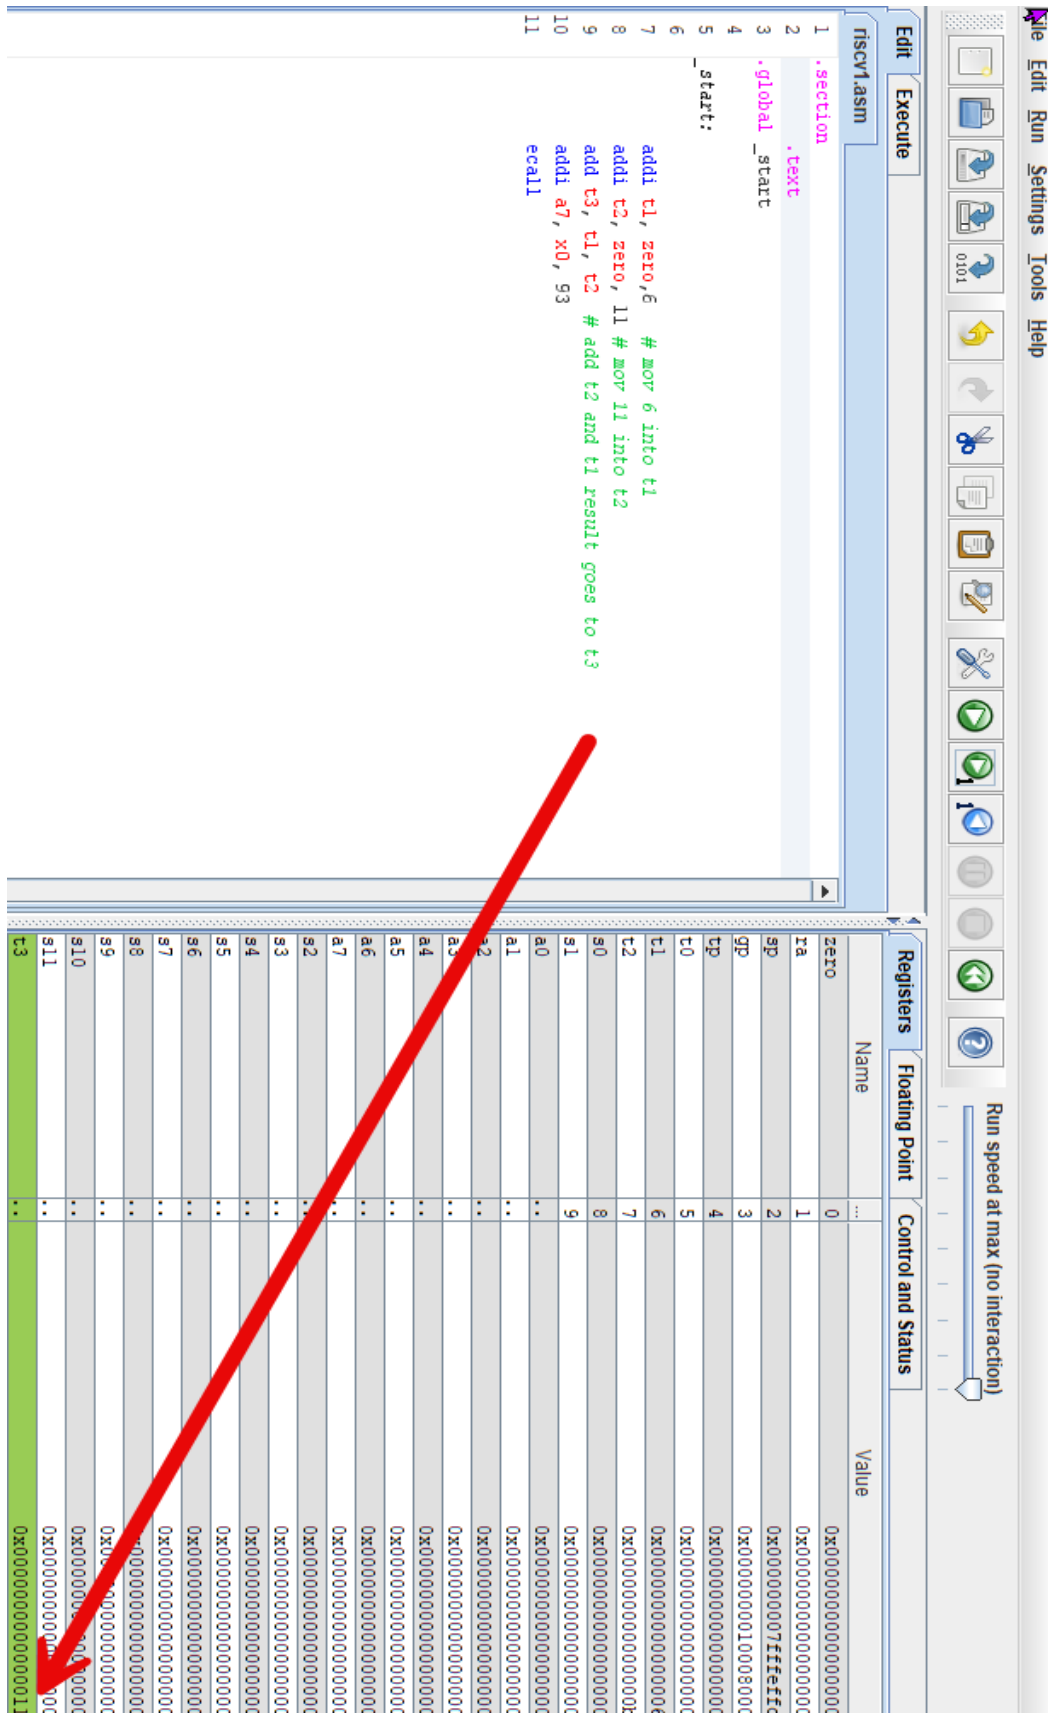 File Edit Run Settings Tools Help
Run speed at max (no interaction)
0101
1
1
Edit Execute
riscv1.asm
1 .section
2 .text
3 .global _start
4
5 _start:
6
7 addi t1, zero,6 # mov 6 into t1
8 addi t2, zero, 11 # mov 11 into t2
9 add t3, t1, t2 # add t2 and t1 result goes to t3
10 addi a7, x0, 93
11 ecall
Registers Floating Point Control and Status
Name ... Value
zero 0
ra 1
sp 2
gp 3
tp 4
t0 5
t1 6
t2 7
s0 8
s1 9
a0 ..
a1 ..
a2 ..
a3 ..
a4 ..
a5 ..
a6 ..
a7 ..
s2 ..
s3 ..
s4 ..
s5 ..
s6 ..
s7 ..
s8 ..
s9 ..
s10 ..
s11 ..
t3 ..